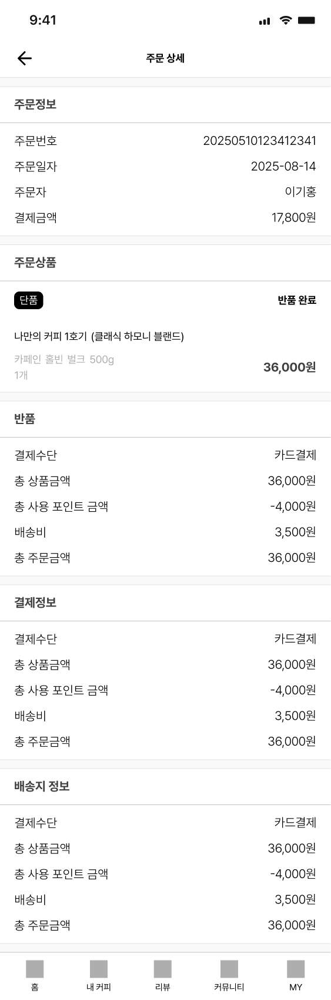 9:41
주문 상세
주문정보
주문번호 20250510123412341
주문일자 2025-08-14
주문자 이기홍
결제금액 17,800원
주문상품
단품 반품 완료
나만의 커피 1호기 (클래식 하모니 블랜드)
카페인 홀빈 벌크 500g
1개 36,000원
반품
결제수단 카드결제
총 상품금액 36,000원
총 사용 포인트 금액 -4,000원
배송비 3,500원
총 주문금액 36,000원
결제정보
결제수단 카드결제
총 상품금액 36,000원
총 사용 포인트 금액 -4,000원
배송비 3,500원
총 주문금액 36,000원
배송지 정보
결제수단 카드결제
총 상품금액 36,000원
총 사용 포인트 금액 -4,000원
배송비 3,500원
총 주문금액 36,000원
홈 내 커피 리뷰 커뮤니티 MY